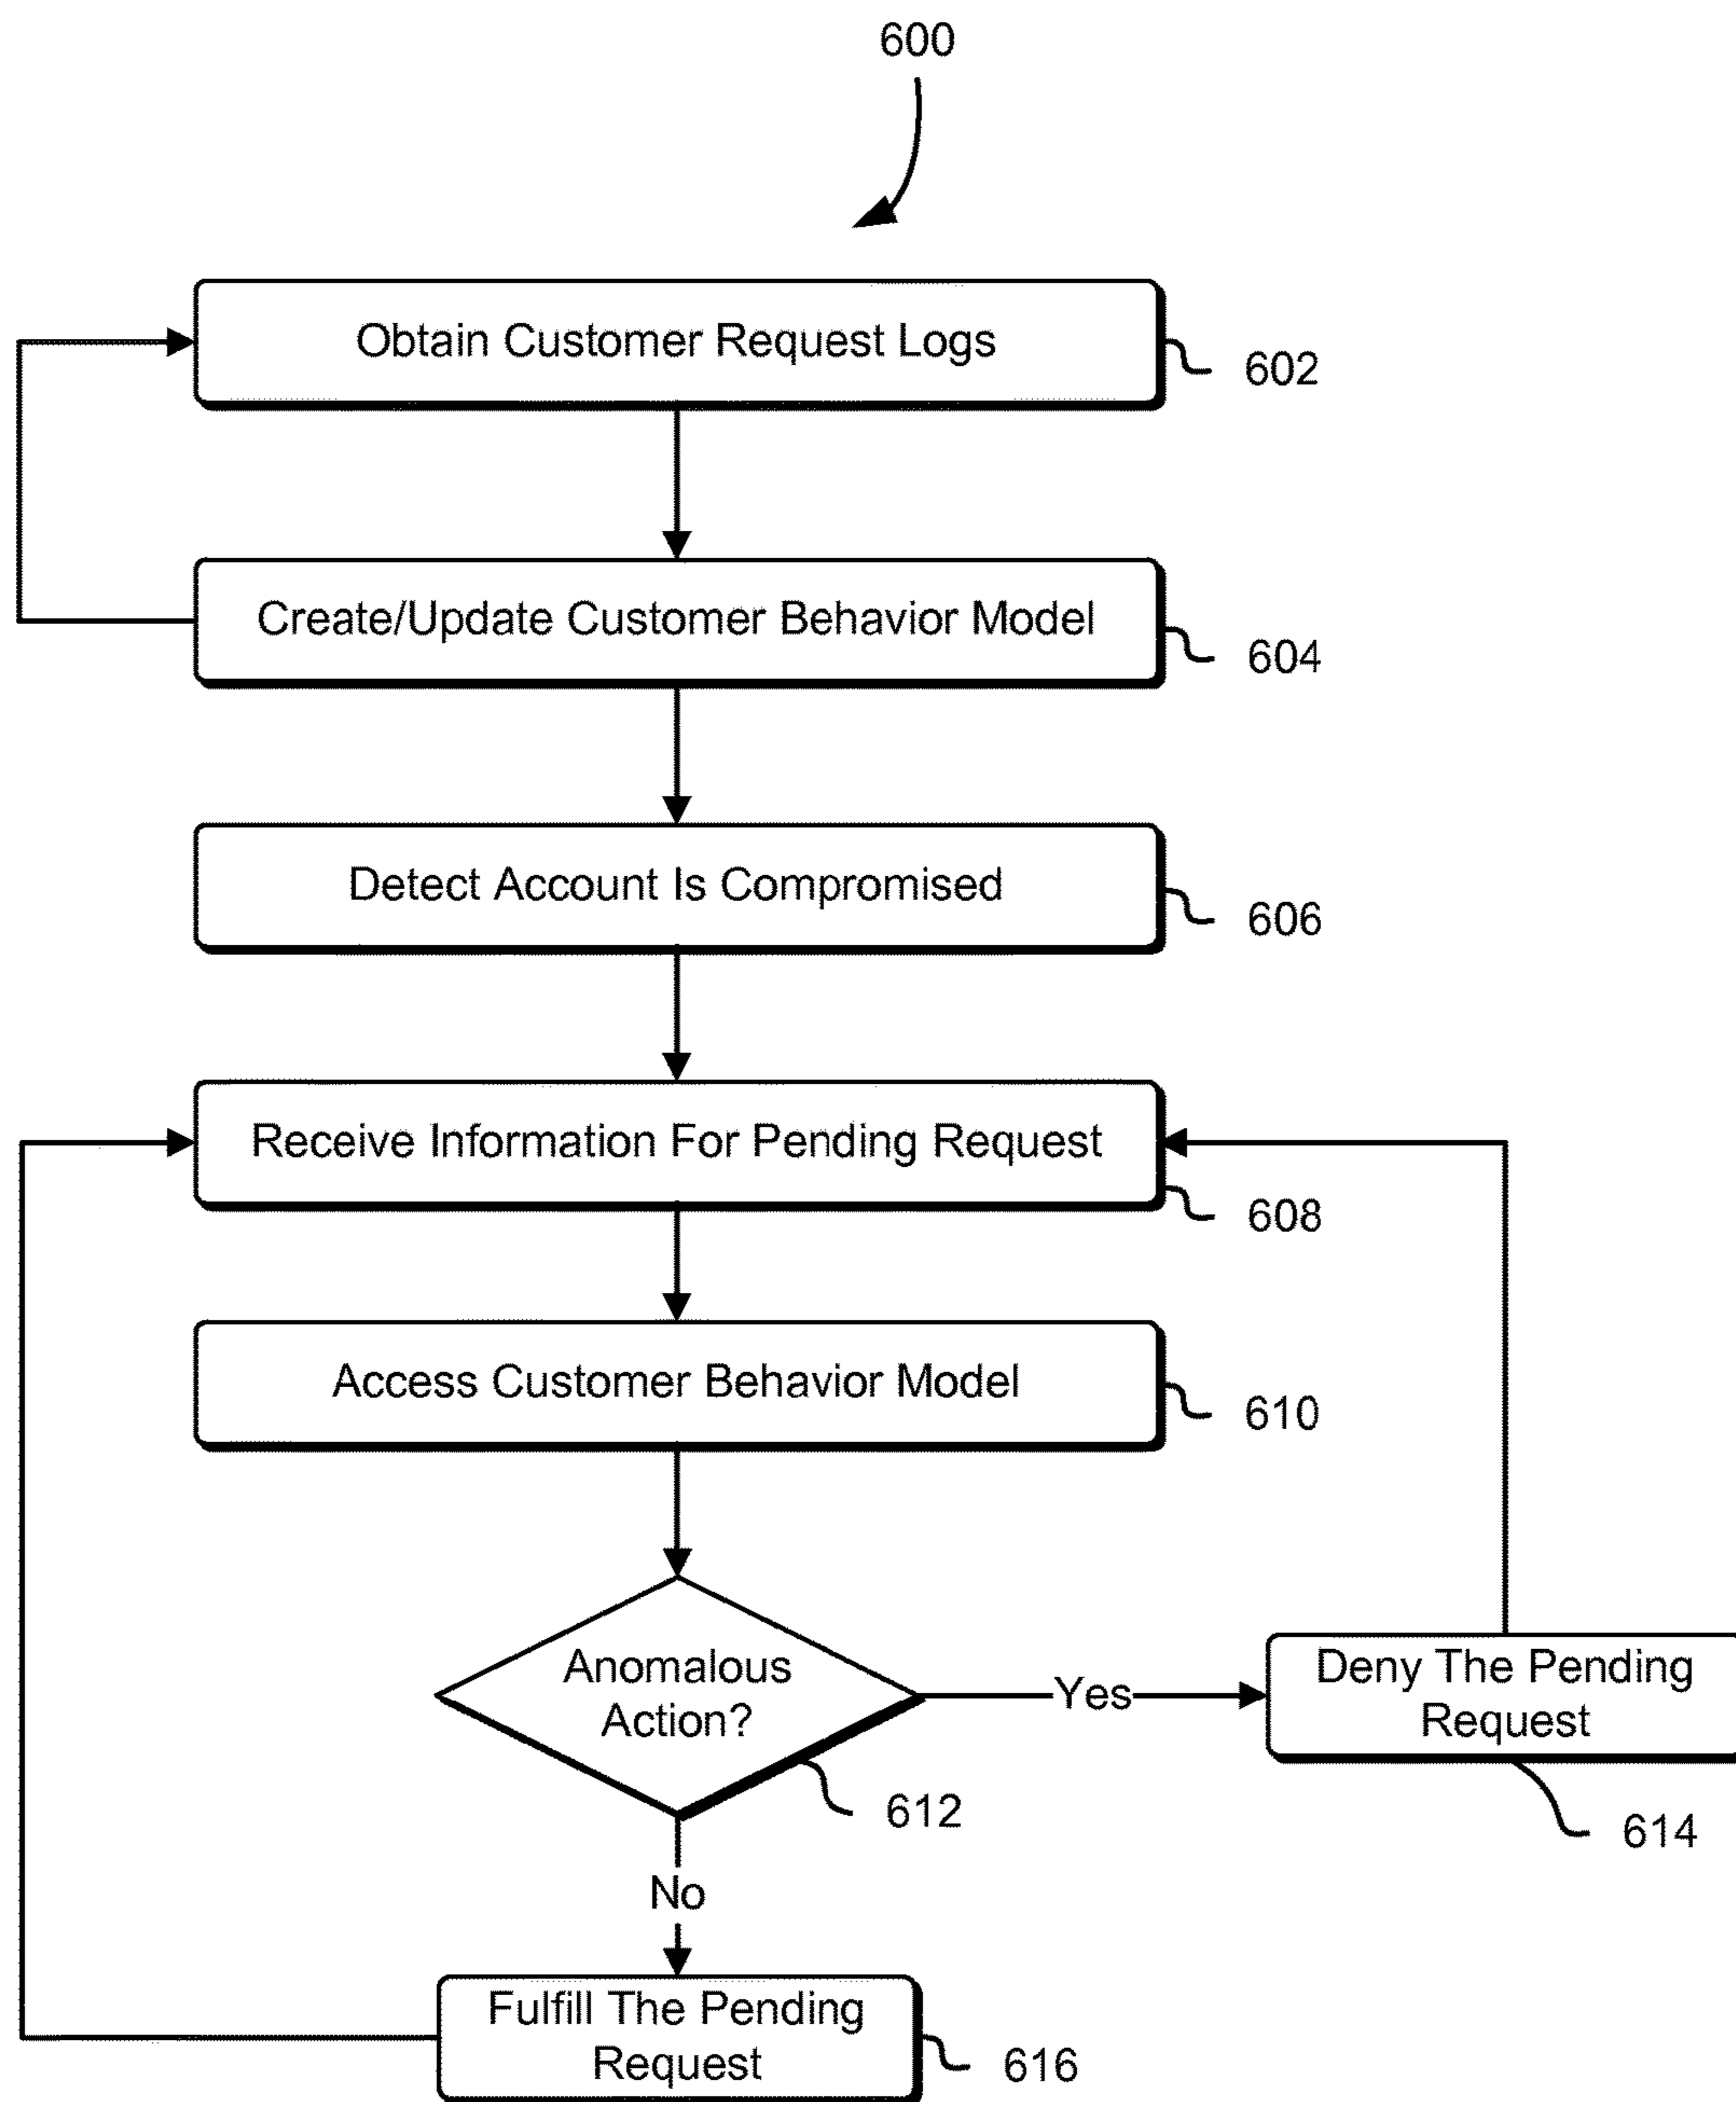 600
Obtain Customer Request Logs
602
Create/Update Customer Behavior Model
604
Detect Account Is Compromised
606
Receive Information For Pending Request
608
Access Customer Behavior Model
610
Anomalous
Action?
Yes
Deny The Pending
Request
612
614
No
Fulfill The Pending
Request
616